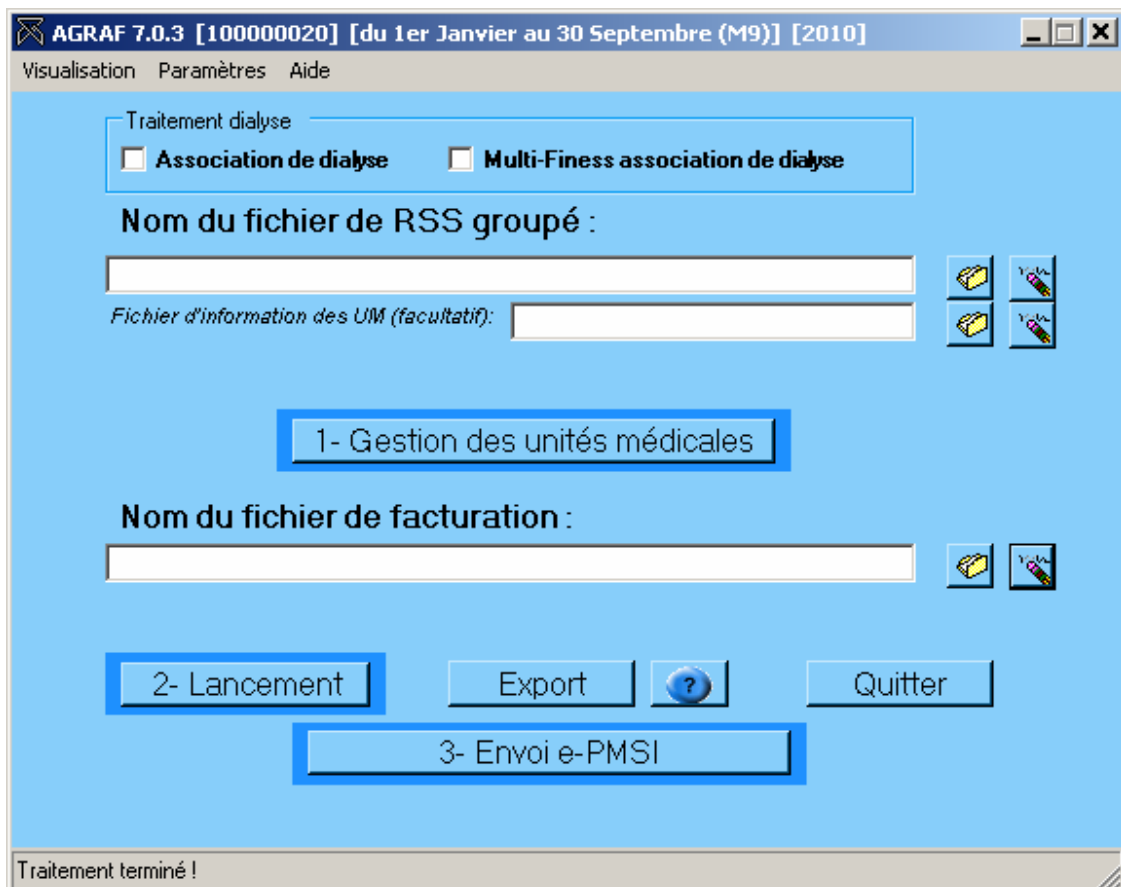 AGRAF 7.0.3 [100000020] [du 1er Janvier au 30 Septembre (M9)] [2010]
Visualisation Paramètres Aide
Traitement dialyse
Association de dialyse Multi-Finess association de dialyse
Nom du fichier de RSS groupé :
Fichier d'information des UM (facultatif):
1- Gestion des unités médicales
Nom du fichier de facturation :
2- Lancement Export ? Quitter
3- Envoi e-PMSI
Traitement terminé !